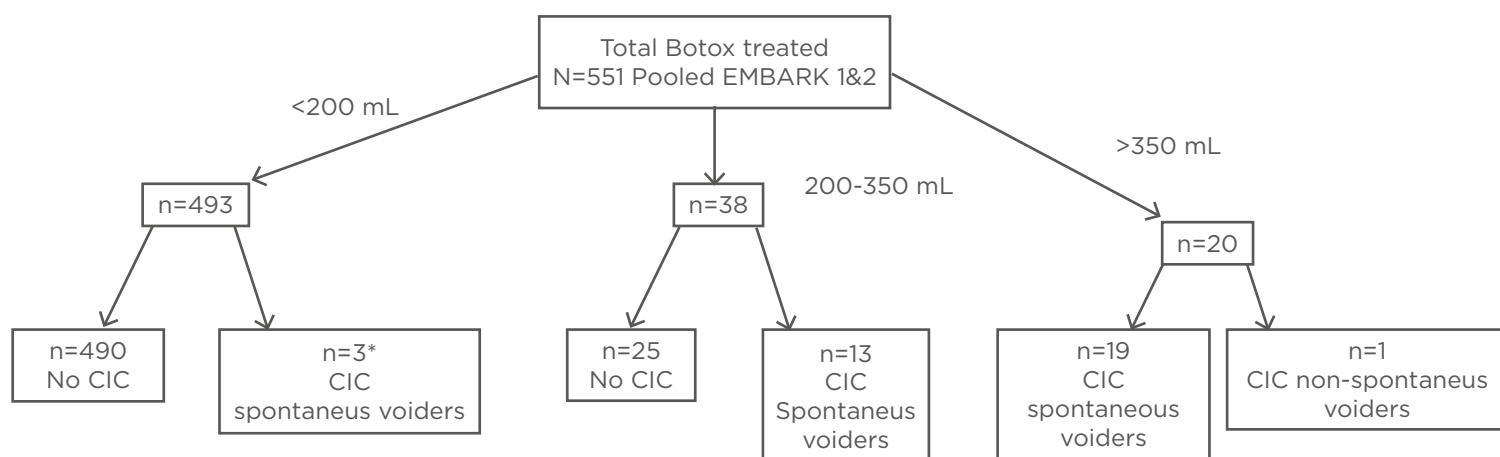 Total Botox treated
N=551 Pooled EMBARK 1&2
<200 mL
>350 mL
200-350 mL
n=493
n=38
n=20
n=490
No CIC
n=3*
CIC
spontaneus voiders
n=25
No CIC
n=13
CIC
Spontaneus
voiders
n=19
CIC
spontaneous
voiders
n=1
CIC non-spontaneus
voiders